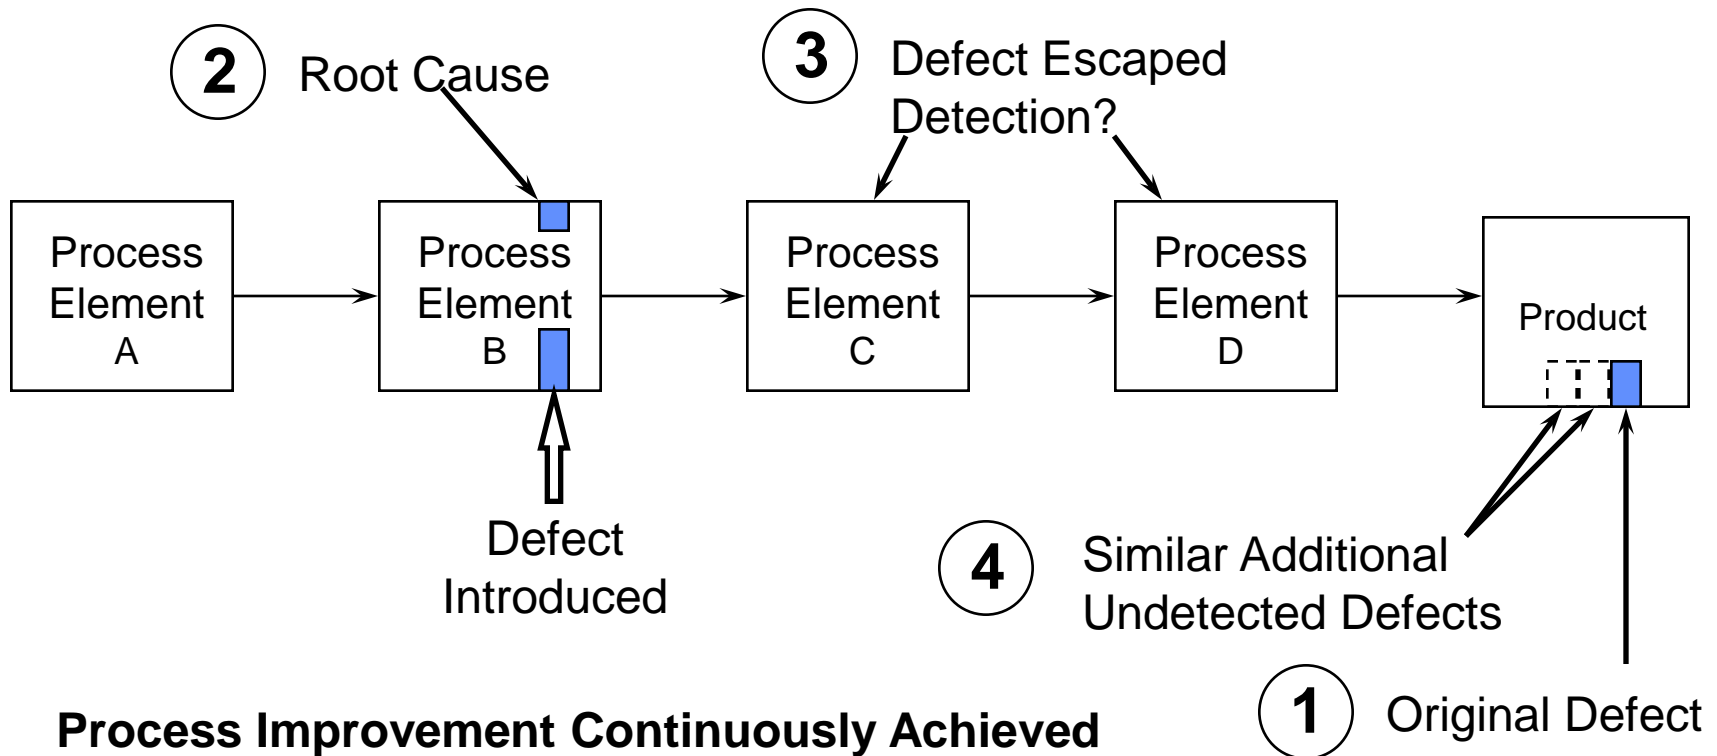 2
Root Cause
3
Defect Escaped
Detection?
Process
Element
A
Process
Element
B
Process
Element
C
Process
Element
D
Product
Defect
Introduced
4
Similar Additional
Undetected Defects
1
Original Defect
Process Improvement Continuously Achieved